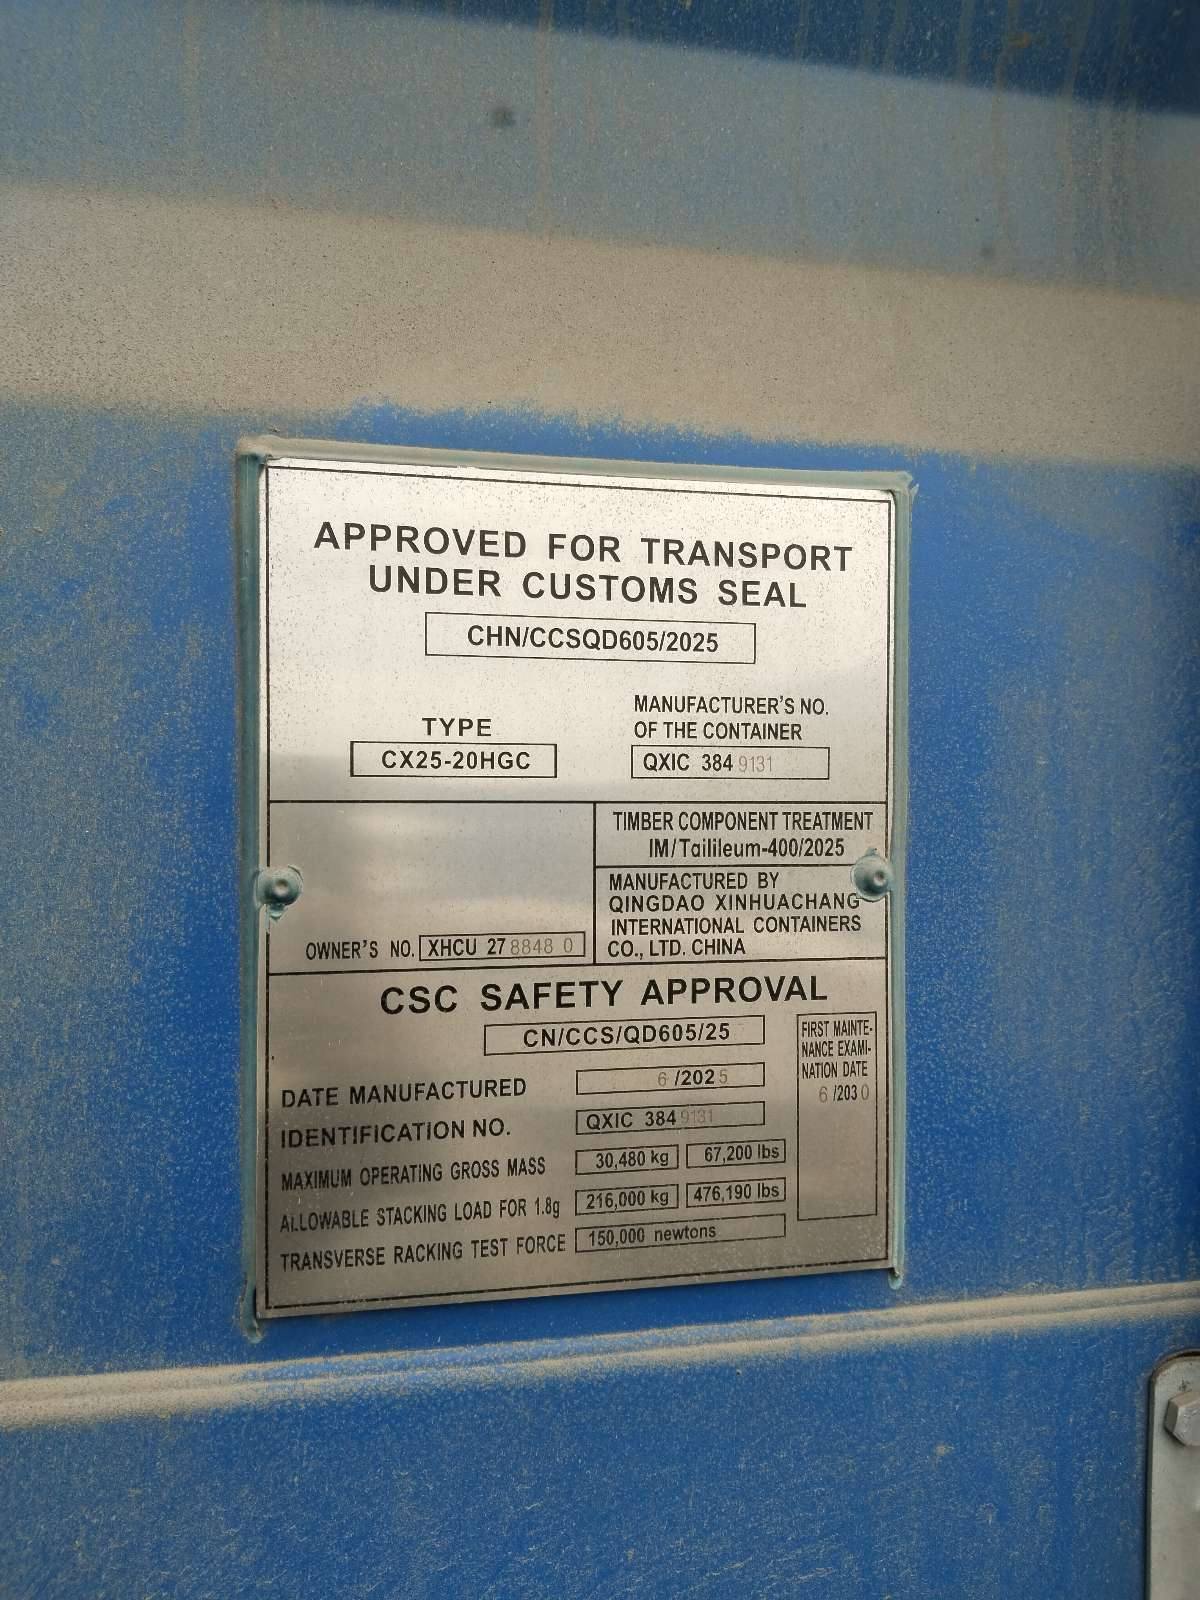 APPROVED FOR TRANSPORT
UNDER CUSTOMS SEAL
CHN/CCSQD605/2025
TYPE
CX25-20HGC
MANUFACTURER'S NO.
OF THE CONTAINER
QXIC 384 9131
TIMBER COMPONENT TREATMENT
IM/Tailileum-400/2025
MANUFACTURED BY
QINGDAO XINHUACHANG
INTERNATIONAL CONTAINERS
CO., LTD. CHINA
OWNER'S NO. XHCU 27 8848 0
CSC SAFETY APPROVAL
CN/CCS/QD605/25
DATE MANUFACTURED 6 /2025
IDENTIFICATION NO. QXIC 384 9131
MAXIMUM OPERATING GROSS MASS 30,480 kg 67,200 lbs
ALLOWABLE STACKING LOAD FOR 1.8g 216,000 kg 476,190 lbs
TRANSVERSE RACKING TEST FORCE 150,000 newtons
FIRST MAINTE-
NANCE EXAMI-
NATION DATE
6 /2030